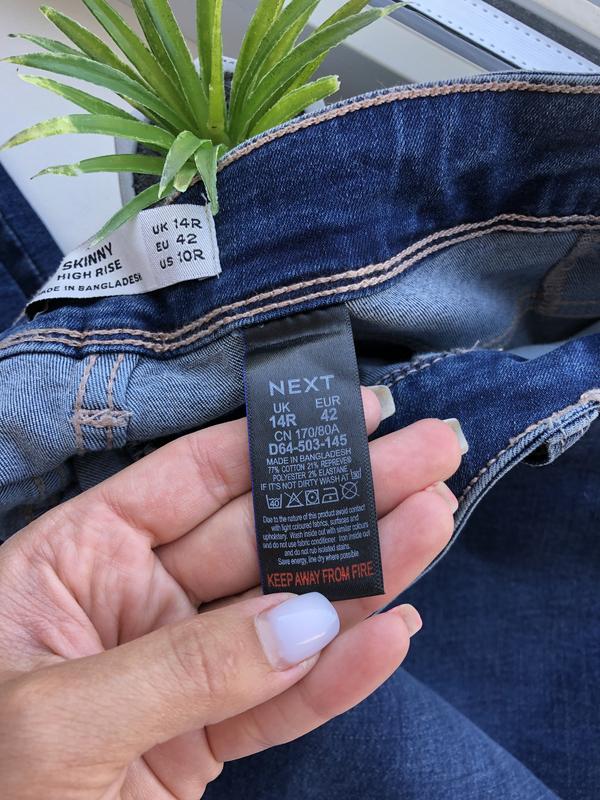 SKINNY
HIGH RISE
MADE IN BANGLADESH
UK 14R
EU 42
US 10R
NEXT
UK EUR
14R 42
CN 170/80A
D64-503-145
MADE IN BANGLADESH
77% COTTON 21% REPREVE®
POLYESTER 2% ELASTANE
IF IT'S NOT DIRTY WASH AT 30
40
Due to the nature of this product avoid contact
with light coloured fabrics, surfaces and
upholstery. Wash inside out with similar colours
and do not use fabric conditioner. Iron inside out
and do not rub isolated stains.
Save energy, line dry where possible
KEEP AWAY FROM FIRE